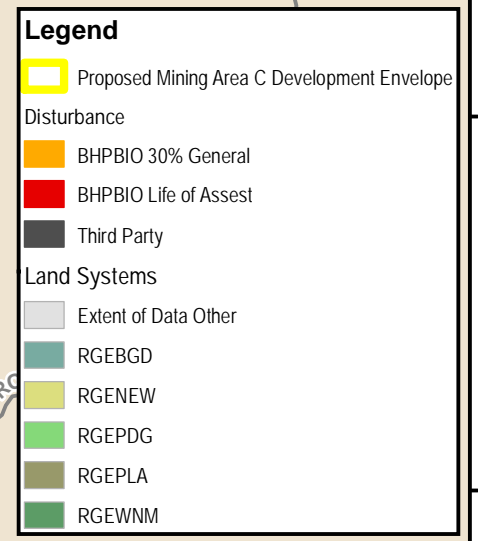 Legend
Proposed Mining Area C Development Envelope
Disturbance
BHPBIO 30% General
BHPBIO Life of Assest
Third Party
Land Systems
Extent of Data Other
RGEBGD
RGENEW
RGEPDG
RGEPLA
RGEWNM